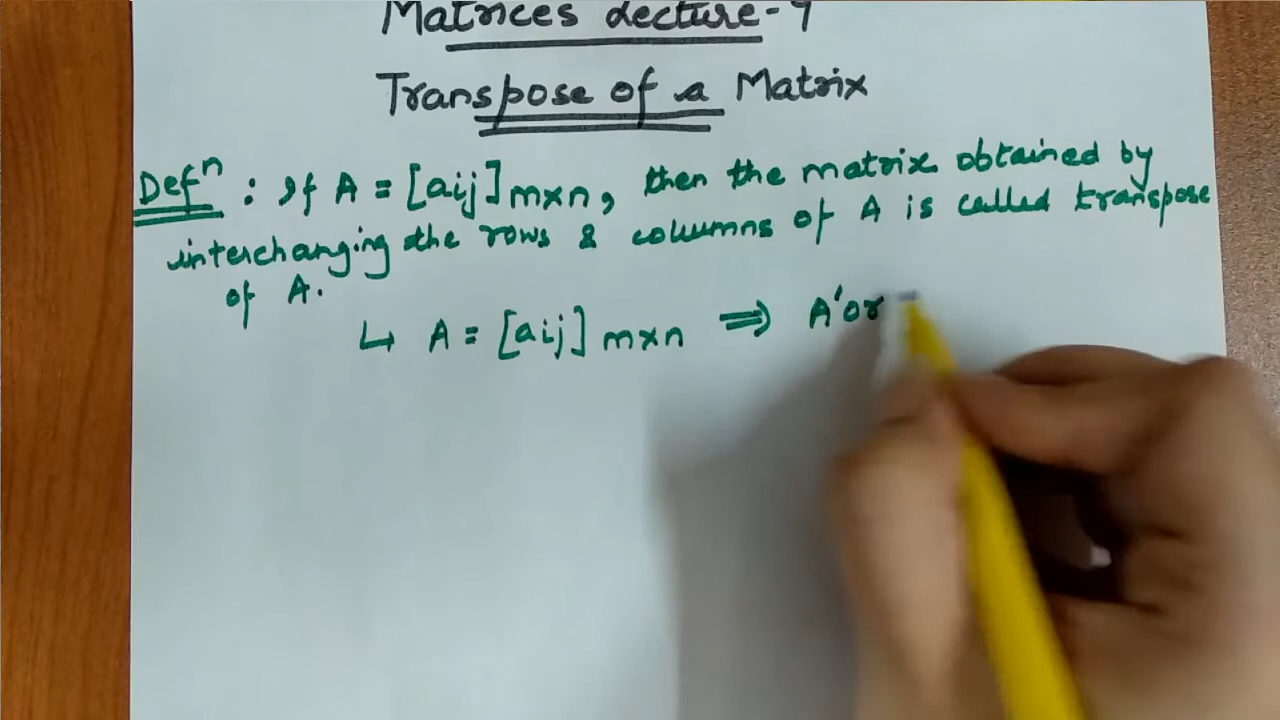 Matrices Lecture-9
Transpose of a Matrix
Defⁿ : If A = [aij] m×n, then the matrix obtained by
interchanging the rows & columns of A is called transpose
of A.
↳ A = [aij] m×n ⇒ A' or